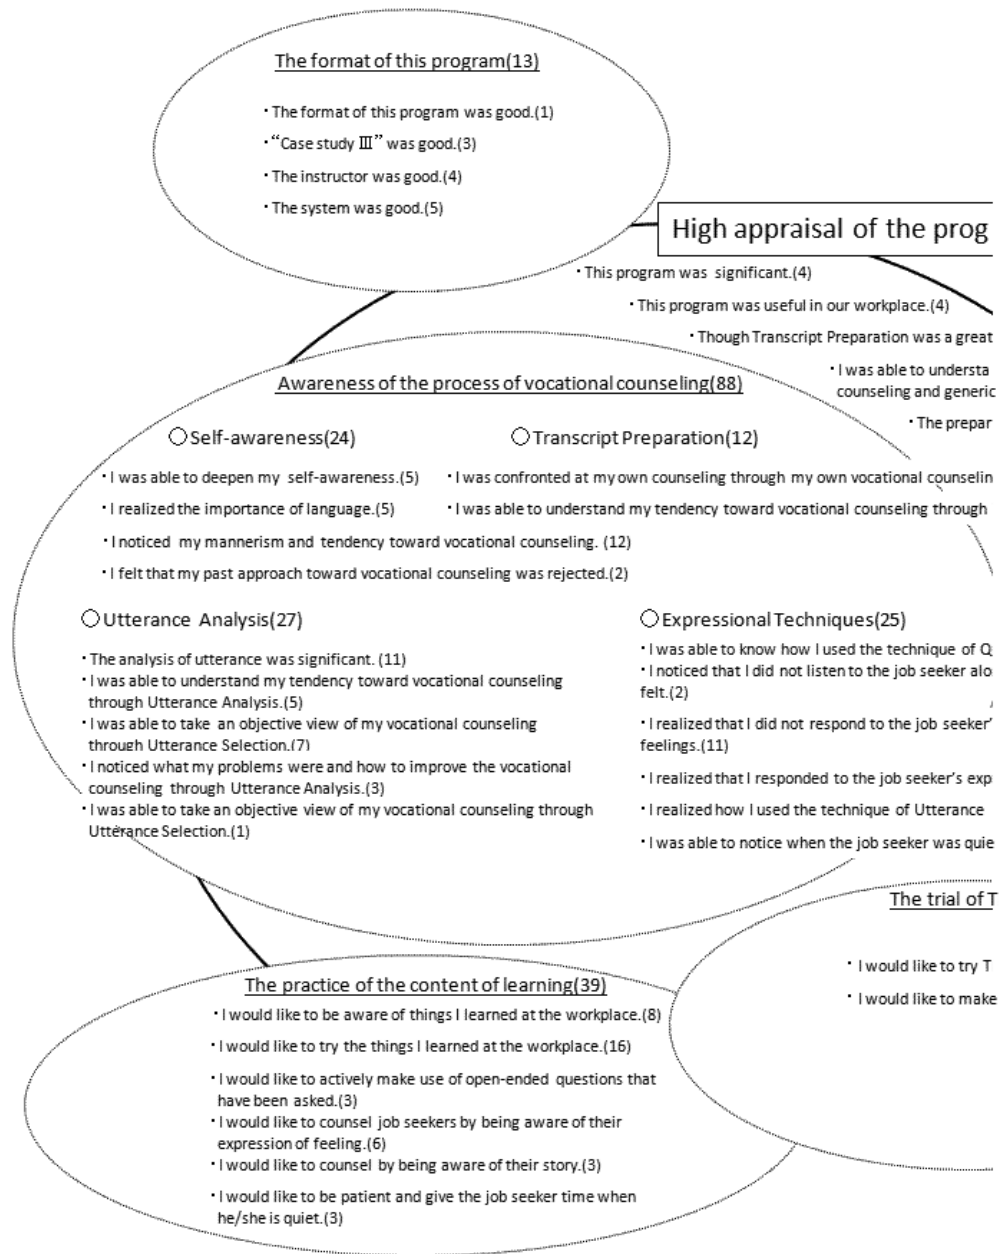 The format of this program(13)
・The format of this program was good.(1)
・“Case study Ⅲ” was good.(3)
・The instructor was good.(4)
・The system was good.(5)
High appraisal of the prog
・This program was significant.(4)
・This program was useful in our workplace.(4)
・Though Transcript Preparation was a great
・I was able to understa
counseling and generic
・The prepar
Awareness of the process of vocational counseling(88)
○Self-awareness(24)
・I was able to deepen my self-awareness.(5)
・I realized the importance of language.(5)
・I noticed my mannerism and tendency toward vocational counseling. (12)
・I felt that my past approach toward vocational counseling was rejected.(2)
○Transcript Preparation(12)
・I was confronted at my own counseling through my own vocational counselin
・I was able to understand my tendency toward vocational counseling through
○Utterance Analysis(27)
・The analysis of utterance was significant. (11)
・I was able to understand my tendency toward vocational counseling
through Utterance Analysis.(5)
・I was able to take an objective view of my vocational counseling
through Utterance Selection.(7)
・I noticed what my problems were and how to improve the vocational
counseling through Utterance Analysis.(3)
・I was able to take an objective view of my vocational counseling through
Utterance Selection.(1)
○Expressional Techniques(25)
・I was able to know how I used the technique of Q
・I noticed that I did not listen to the job seeker alo
felt.(2)
・I realized that I did not respond to the job seeker’
feelings.(11)
・I realized that I responded to the job seeker’s exp
・I realized how I used the technique of Utterance
・I was able to notice when the job seeker was quie
The trial of T
・I would like to try T
・I would like to make
The practice of the content of learning(39)
・I would like to be aware of things I learned at the workplace.(8)
・I would like to try the things I learned at the workplace.(16)
・I would like to actively make use of open-ended questions that
have been asked.(3)
・I would like to counsel job seekers by being aware of their
expression of feeling.(6)
・I would like to counsel by being aware of their story.(3)
・I would like to be patient and give the job seeker time when
he/she is quiet.(3)